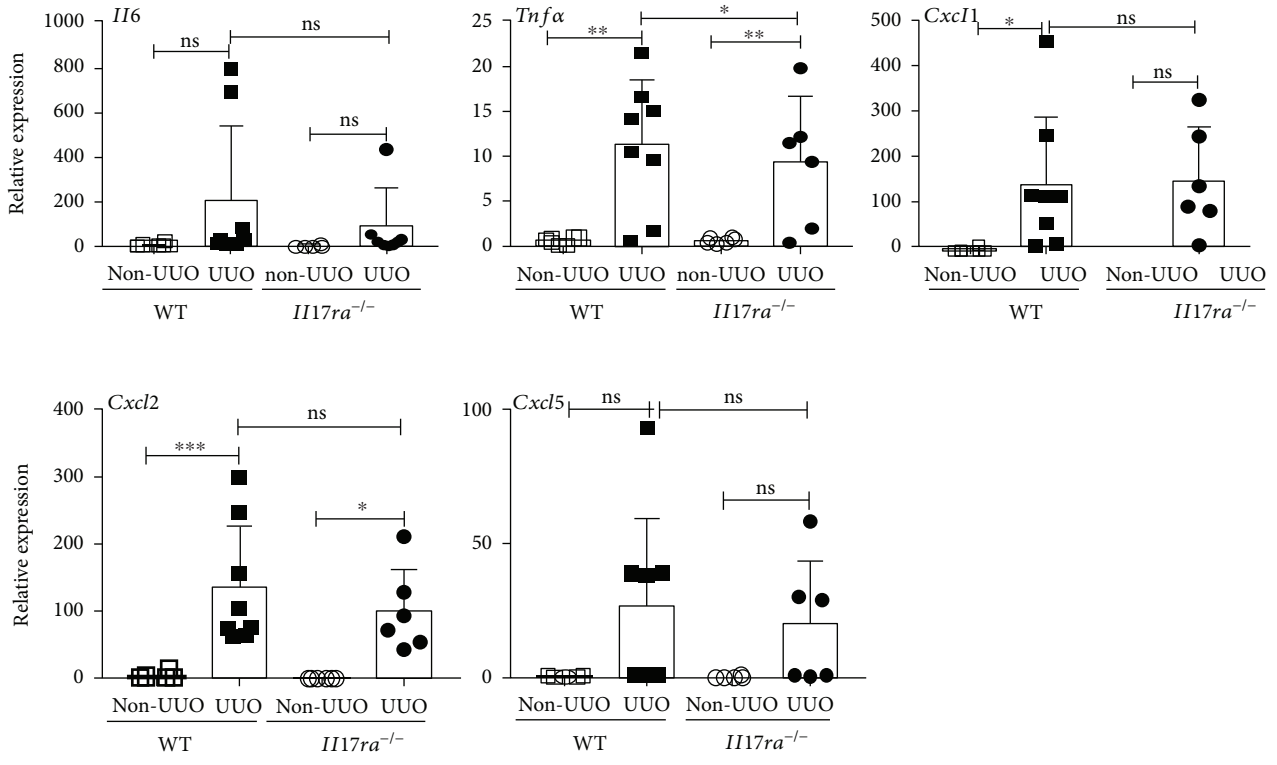 Il6
Relative expression
1000
800
600
400
200
0
ns
ns
ns
Non-UUO UUO non-UUO UUO
WT Il17ra−/−
Tnfα
25
20
15
10
5
0
**
*
**
Non-UUO UUO non-UUO UUO
WT Il17ra−/−
Cxcl1
500
400
300
200
100
0
*
ns
ns
Non-UUO UUO Non-UUO UUO
WT Il17ra−/−
Cxcl2
Relative expression
400
300
200
100
0
***
ns
*
Non-UUO UUO Non-UUO UUO
WT Il17ra−/−
Cxcl5
100
50
0
ns
ns
ns
Non-UUO UUO Non-UUO UUO
WT Il17ra−/−